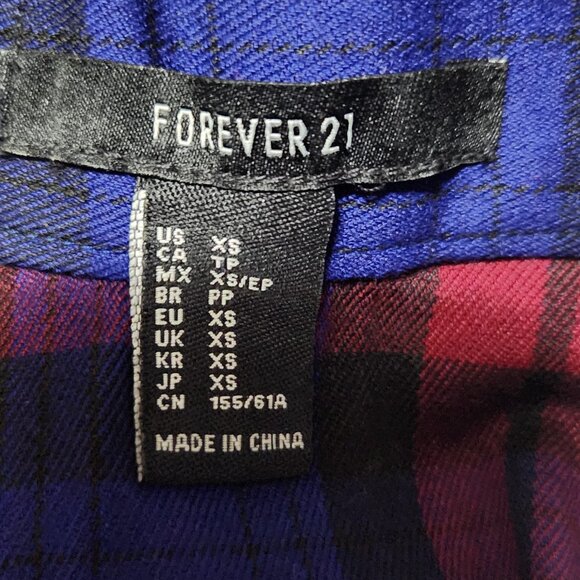 FOREVER 21
US XS
CA TP
MX XS/EP
BR PP
EU XS
UK XS
KR XS
JP XS
CN 155/61A
MADE IN CHINA